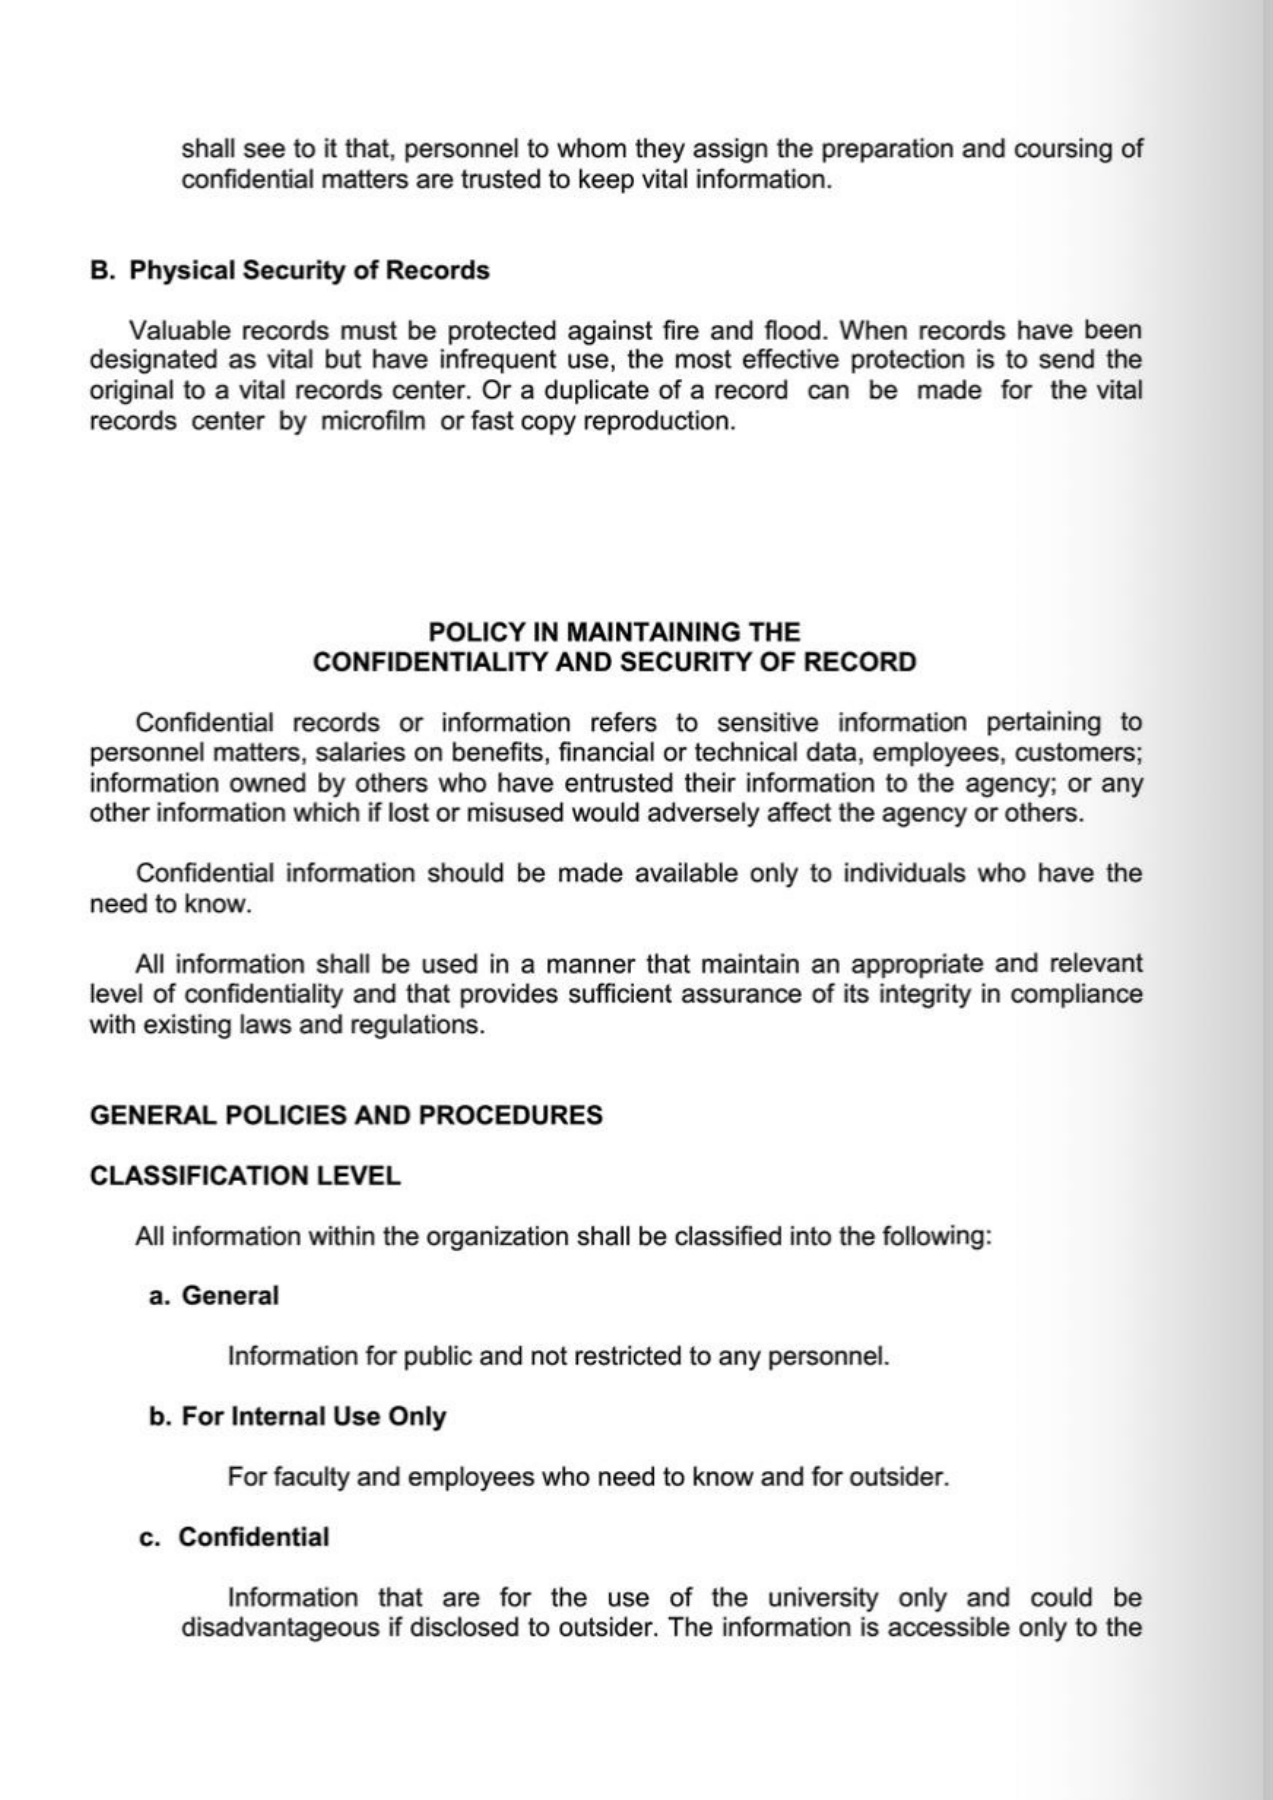 shall see to it that, personnel to whom they assign the preparation and coursing of
confidential matters are trusted to keep vital information.
B. Physical Security of Records
Valuable records must be protected against fire and flood. When records have been
designated as vital but have infrequent use, the most effective protection is to send the
original to a vital records center. Or a duplicate of a record can be made for the vital
records center by microfilm or fast copy reproduction.
POLICY IN MAINTAINING THE
CONFIDENTIALITY AND SECURITY OF RECORD
Confidential records or information refers to sensitive information pertaining to
personnel matters, salaries on benefits, financial or technical data, employees, customers;
information owned by others who have entrusted their information to the agency; or any
other information which if lost or misused would adversely affect the agency or others.
Confidential information should be made available only to individuals who have the
need to know.
All information shall be used in a manner that maintain an appropriate and relevant
level of confidentiality and that provides sufficient assurance of its integrity in compliance
with existing laws and regulations.
GENERAL POLICIES AND PROCEDURES
CLASSIFICATION LEVEL
All information within the organization shall be classified into the following:
a. General
Information for public and not restricted to any personnel.
b. For Internal Use Only
For faculty and employees who need to know and for outsider.
c. Confidential
Information that are for the use of the university only and could be
disadvantageous if disclosed to outsider. The information is accessible only to the